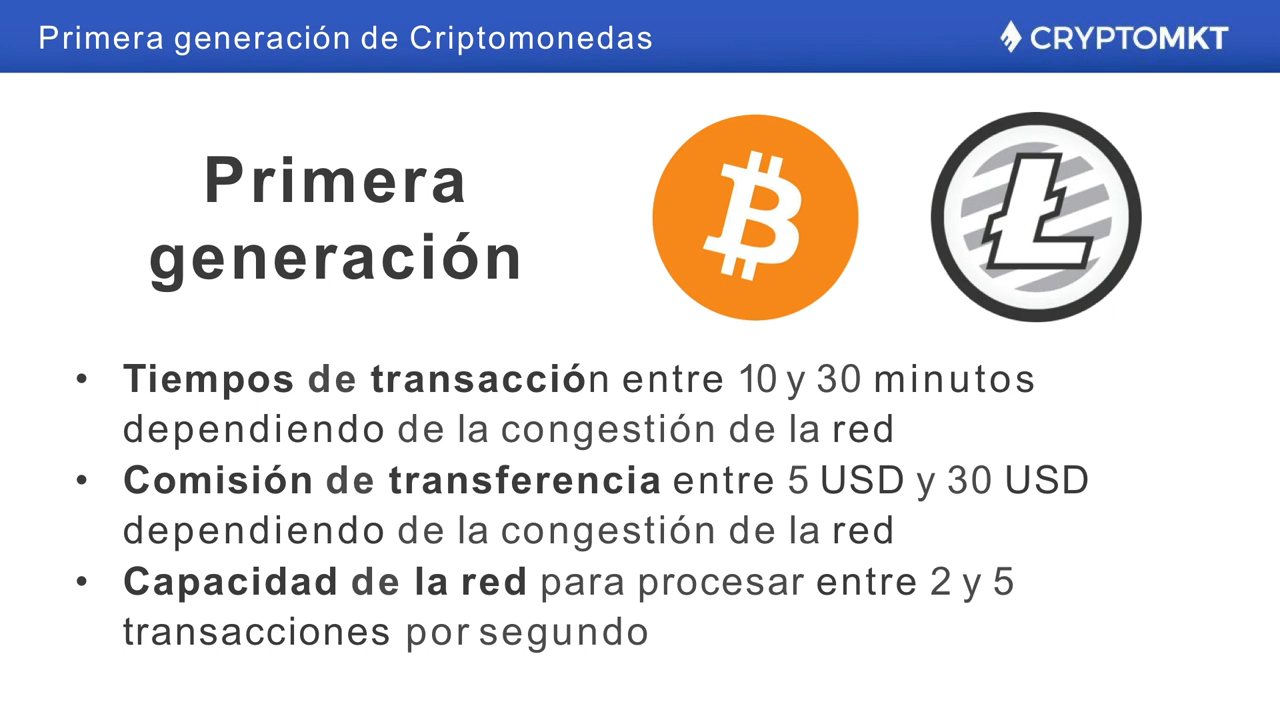 Primera generación de Criptomonedas
CRYPTOMKT
Primera
generación
• Tiempos de transacción entre 10 y 30 minutos
dependiendo de la congestión de la red
• Comisión de transferencia entre 5 USD y 30 USD
dependiendo de la congestión de la red
• Capacidad de la red para procesar entre 2 y 5
transacciones por segundo